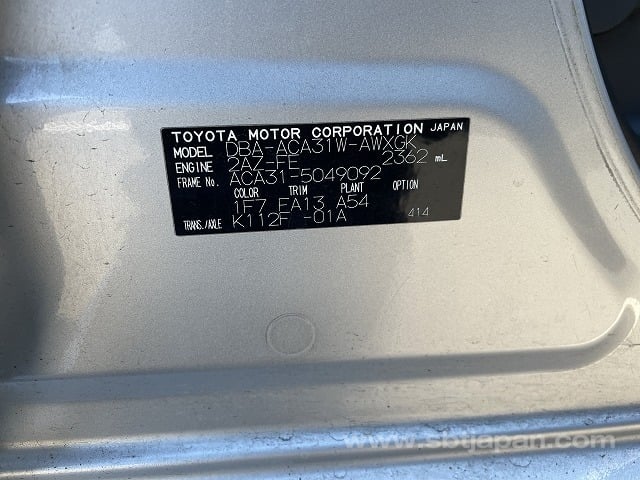 TOYOTA MOTOR CORPORATION JAPAN
MODEL DBA-ACA31W-AWXGK
ENGINE 2AZ-FE 2362 mL
FRAME No. ACA31-5049092
COLOR TRIM PLANT OPTION
1F7 FA13 A54
TRANS./AXLE K112F -01A 414
www.sbtjapan.com